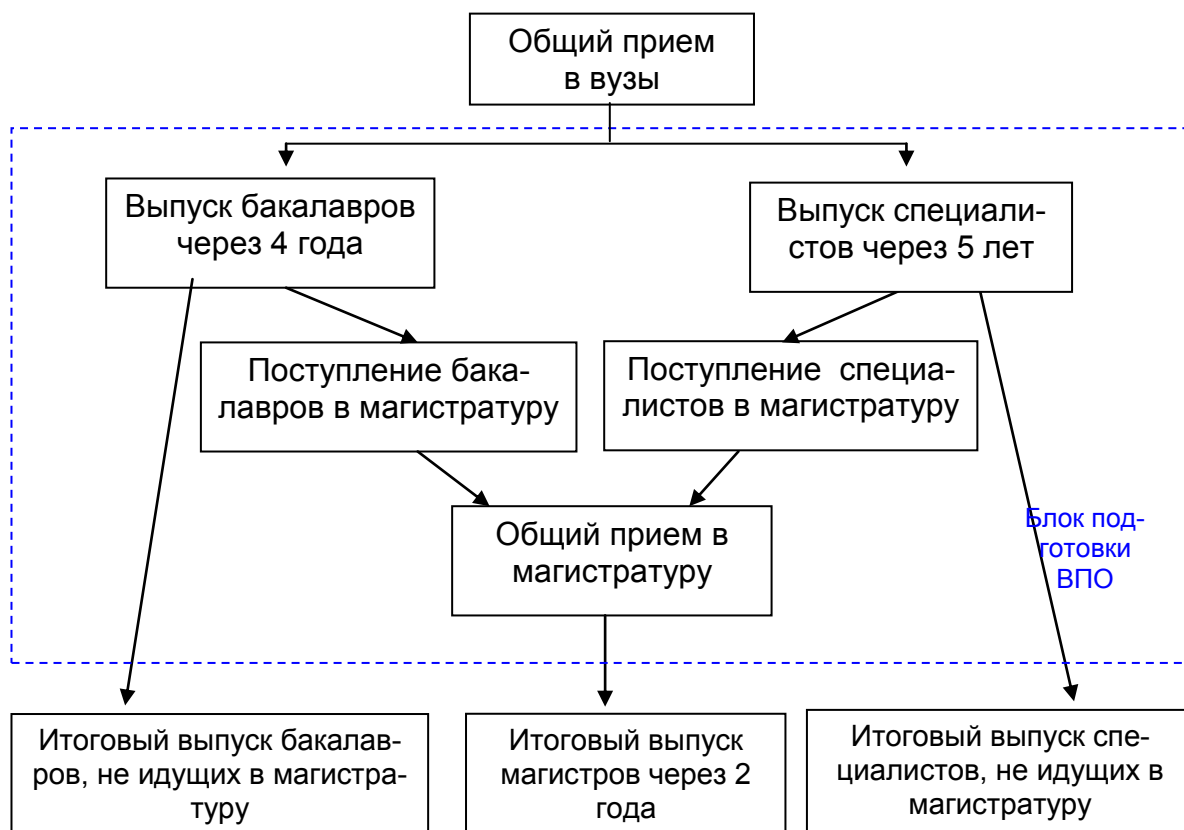 Общий прием
в вузы
Выпуск бакалавров
через 4 года
Выпуск специали-
стов через 5 лет
Поступление бака-
лавров в магистратуру
Поступление специа-
листов в магистратуру
Общий прием в
магистратуру
Блок под-
готовки
ВПО
Итоговый выпуск бакалав-
ров, не идущих в магистра-
туру
Итоговый выпуск
магистров через 2
года
Итоговый выпуск спе-
циалистов, не идущих в
магистратуру